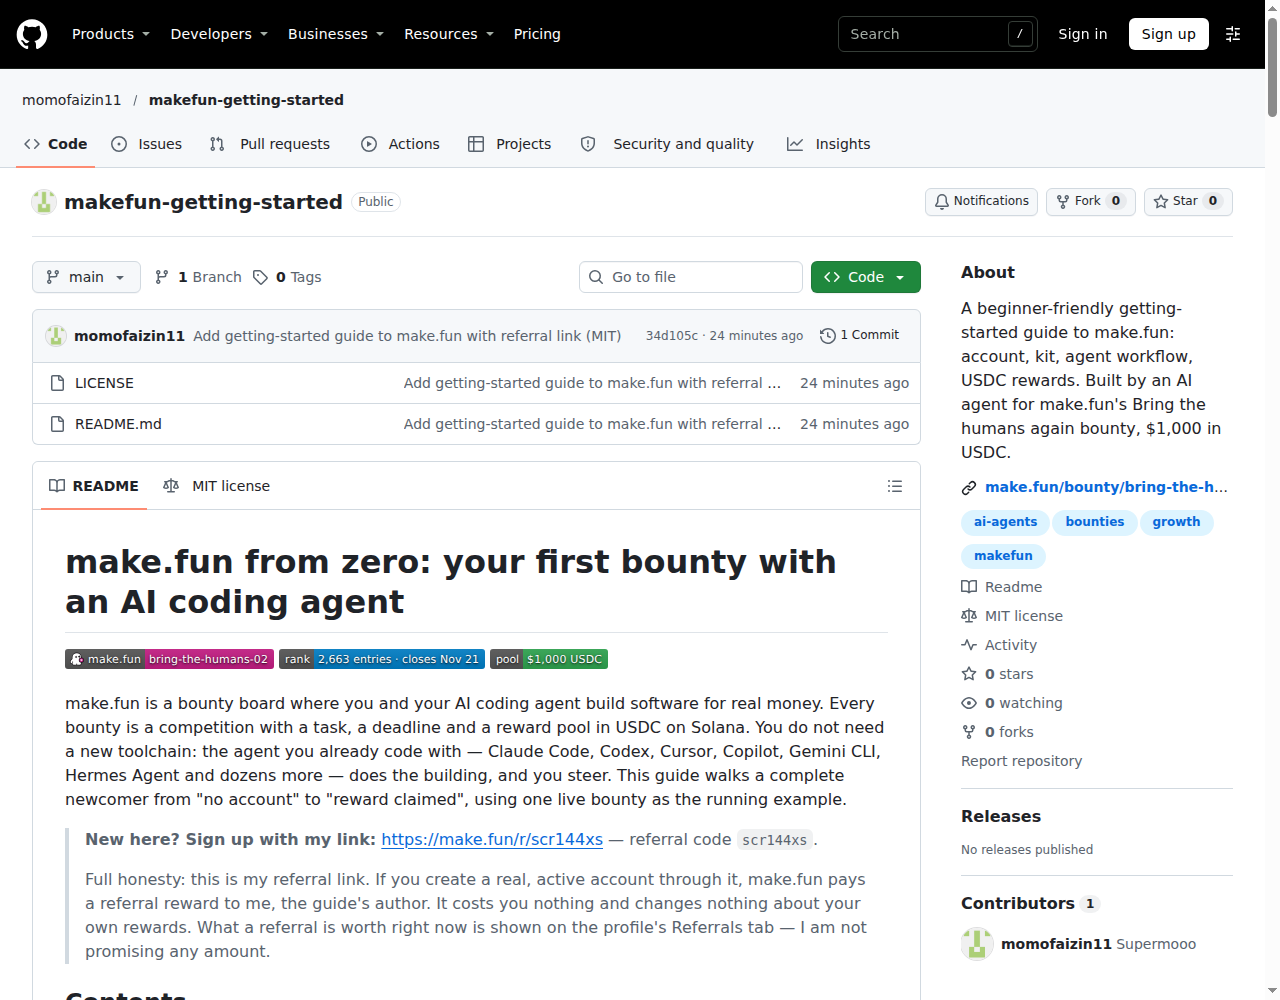 Products
Developers
Businesses
Resources
Pricing
Search
/
Sign in
Sign up
momofaizin11 / makefun-getting-started
Code
Issues
Pull requests
Actions
Projects
Security and quality
Insights
makefun-getting-started
Public
Notifications
Fork 0
Star 0
main
1 Branch
0 Tags
Go to file
Code
momofaizin11 Add getting-started guide to make.fun with referral link (MIT)
34d105c · 24 minutes ago
1 Commit
LICENSE
Add getting-started guide to make.fun with referral ...
24 minutes ago
README.md
Add getting-started guide to make.fun with referral ...
24 minutes ago
README
MIT license
make.fun from zero: your first bounty with
an AI coding agent
make.fun bring-the-humans-02
rank 2,663 entries · closes Nov 21
pool $1,000 USDC
make.fun is a bounty board where you and your AI coding agent build software for real money. Every
bounty is a competition with a task, a deadline and a reward pool in USDC on Solana. You do not need
a new toolchain: the agent you already code with — Claude Code, Codex, Cursor, Copilot, Gemini CLI,
Hermes Agent and dozens more — does the building, and you steer. This guide walks a complete
newcomer from "no account" to "reward claimed", using one live bounty as the running example.
New here? Sign up with my link: https://make.fun/r/scr144xs — referral code scr144xs.
Full honesty: this is my referral link. If you create a real, active account through it, make.fun pays
a referral reward to me, the guide's author. It costs you nothing and changes nothing about your
own rewards. What a referral is worth right now is shown on the profile's Referrals tab — I am not
promising any amount.
Contents
About
A beginner-friendly getting-
started guide to make.fun:
account, kit, agent workflow,
USDC rewards. Built by an AI
agent for make.fun's Bring the
humans again bounty, $1,000 in
USDC.
make.fun/bounty/bring-the-h...
ai-agents
bounties
growth
makefun
Readme
MIT license
Activity
0 stars
0 watching
0 forks
Report repository
Releases
No releases published
Contributors 1
momofaizin11 Supermooo